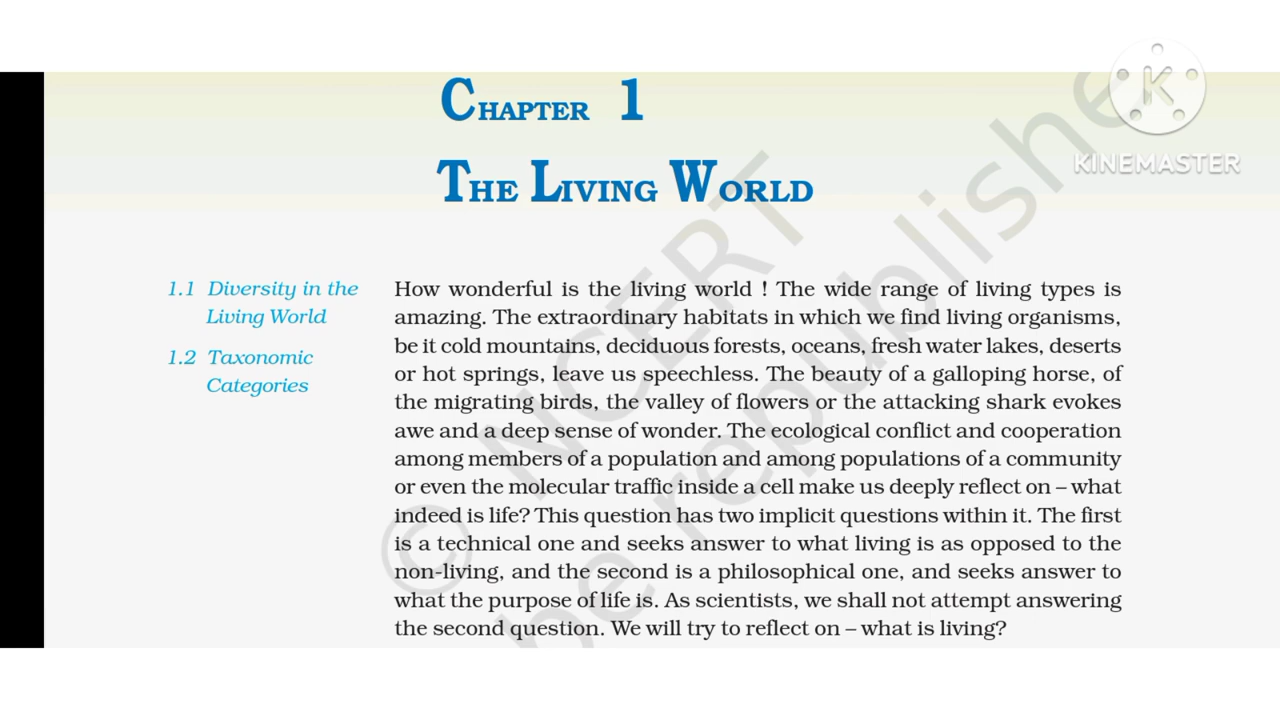 CHAPTER 1
THE LIVING WORLD
KINEMASTER
1.1 Diversity in the
Living World
1.2 Taxonomic
Categories
How wonderful is the living world ! The wide range of living types is
amazing. The extraordinary habitats in which we find living organisms,
be it cold mountains, deciduous forests, oceans, fresh water lakes, deserts
or hot springs, leave us speechless. The beauty of a galloping horse, of
the migrating birds, the valley of flowers or the attacking shark evokes
awe and a deep sense of wonder. The ecological conflict and cooperation
among members of a population and among populations of a community
or even the molecular traffic inside a cell make us deeply reflect on – what
indeed is life? This question has two implicit questions within it. The first
is a technical one and seeks answer to what living is as opposed to the
non-living, and the second is a philosophical one, and seeks answer to
what the purpose of life is. As scientists, we shall not attempt answering
the second question. We will try to reflect on – what is living?
© NCERT
be republishe